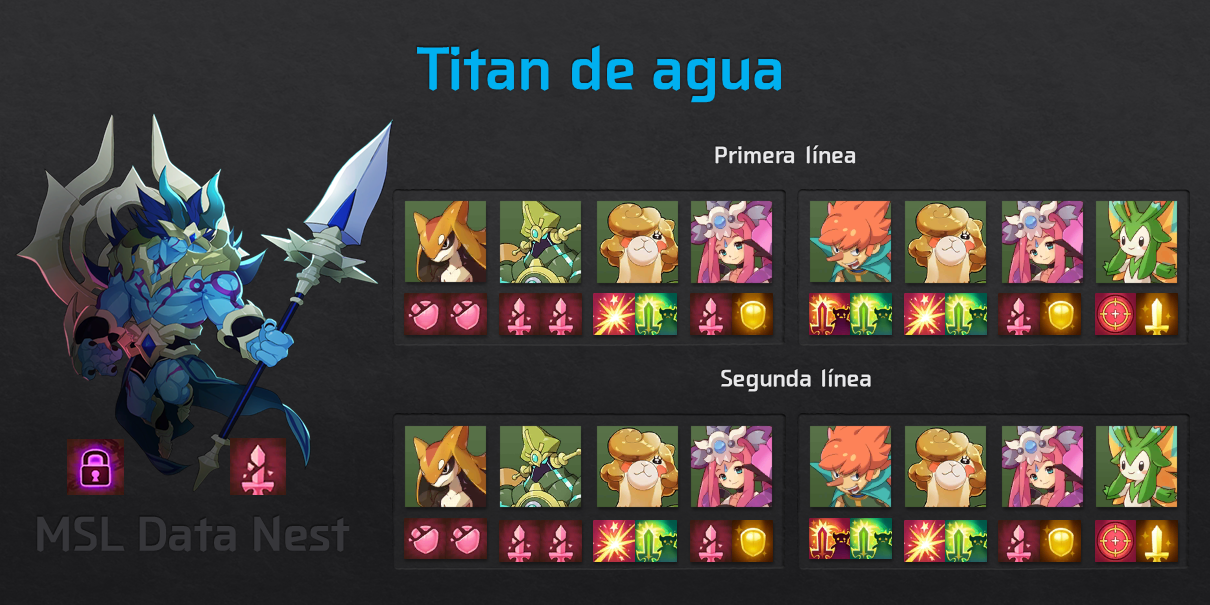 Titan de agua
Primera línea
Segunda línea
MSL Data Nest